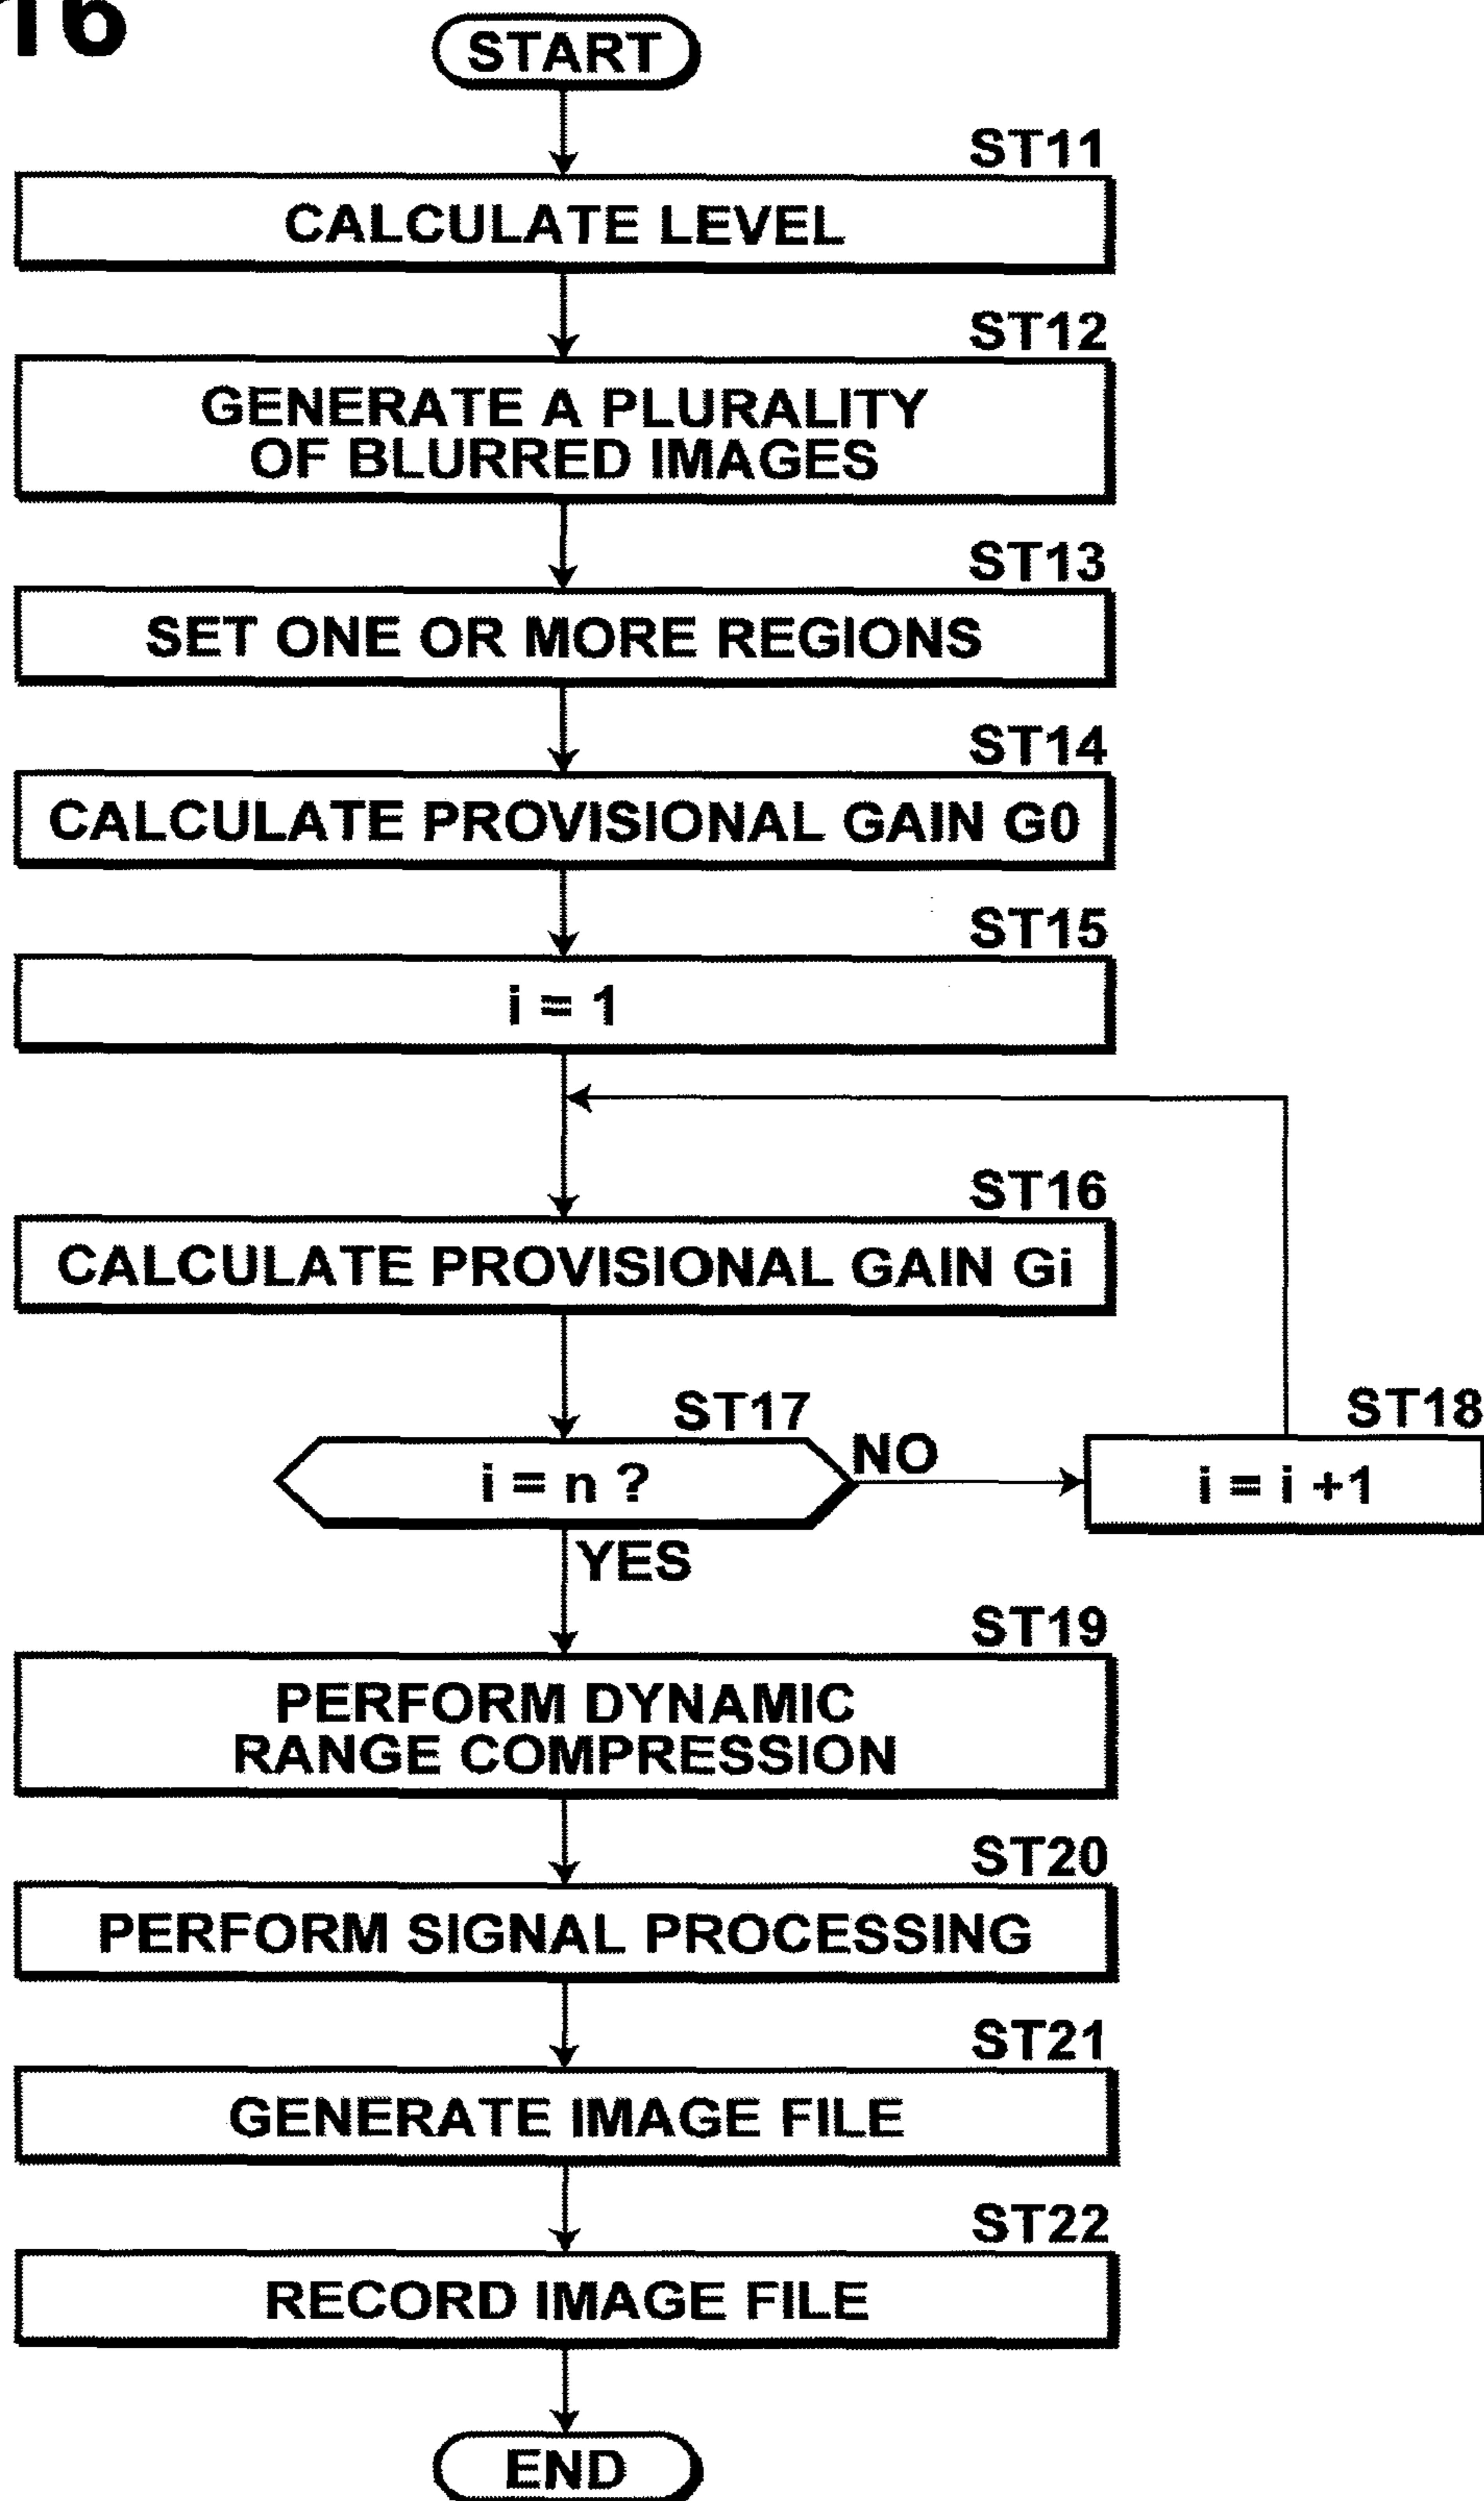 16
START
ST11
CALCULATE LEVEL
ST12
GENERATE A PLURALITY
OF BLURRED IMAGES
ST13
SET ONE OR MORE REGIONS
ST14
CALCULATE PROVISIONAL GAIN G0
ST15
i = 1
ST16
CALCULATE PROVISIONAL GAIN Gi
ST17
i = n ?
NO
ST18
i = i +1
YES
ST19
PERFORM DYNAMIC
RANGE COMPRESSION
ST20
PERFORM SIGNAL PROCESSING
ST21
GENERATE IMAGE FILE
ST22
RECORD IMAGE FILE
END